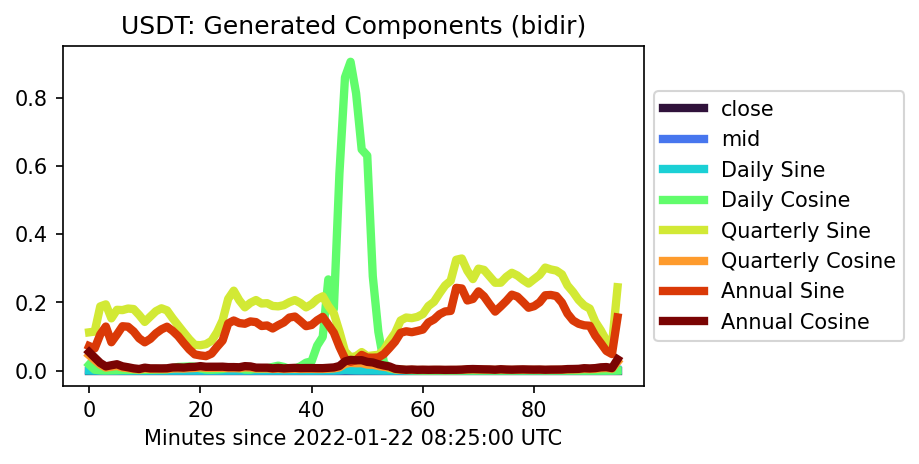 USDT: Generated Components (bidir)
0.8
0.6
0.4
0.2
0.0
0 20 40 60 80
Minutes since 2022-01-22 08:25:00 UTC
close
mid
Daily Sine
Daily Cosine
Quarterly Sine
Quarterly Cosine
Annual Sine
Annual Cosine